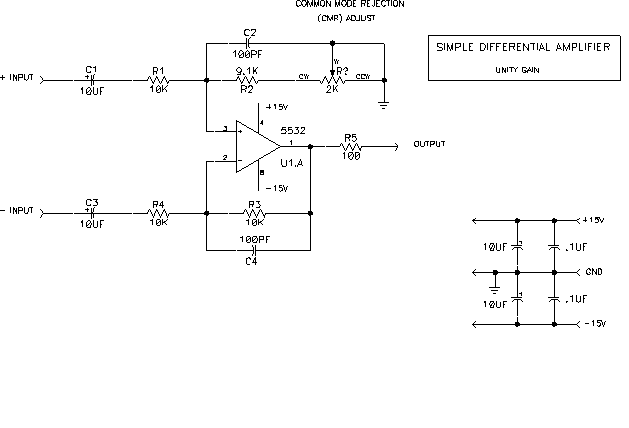 COMMON MODE REJECTION
(CMR) ADJUST
C2
100PF
SIMPLE DIFFERENTIAL AMPLIFIER
UNITY GAIN
+ INPUT
C1
+
10UF
R1
10K
9.1K
R2
CW
W
R?
2K
CCW
+15V
4
3
+
5532
1
U1.A
2
-
8
-15V
R5
100
OUTPUT
- INPUT
C3
+
10UF
R4
10K
R3
10K
100PF
C4
+15V
10UF
+
.1UF
GND
10UF
+
.1UF
-15V